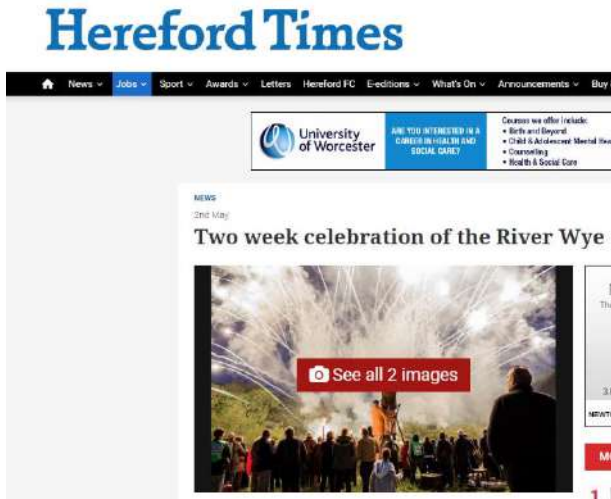 Hereford Times
News Jobs Sport Awards Letters Hereford FC E-editions What's On Announcements Buy
University
of Worcester
ARE YOU INTERESTED IN A
CAREER IN HEALTH AND
SOCIAL CARE?
Courses we offer include:
• Birth and Beyond
• Child & Adolescent Mental Hea
• Counselling
• Health & Social Care
NEWS
2nd May
Two week celebration of the River Wye
See all 2 images